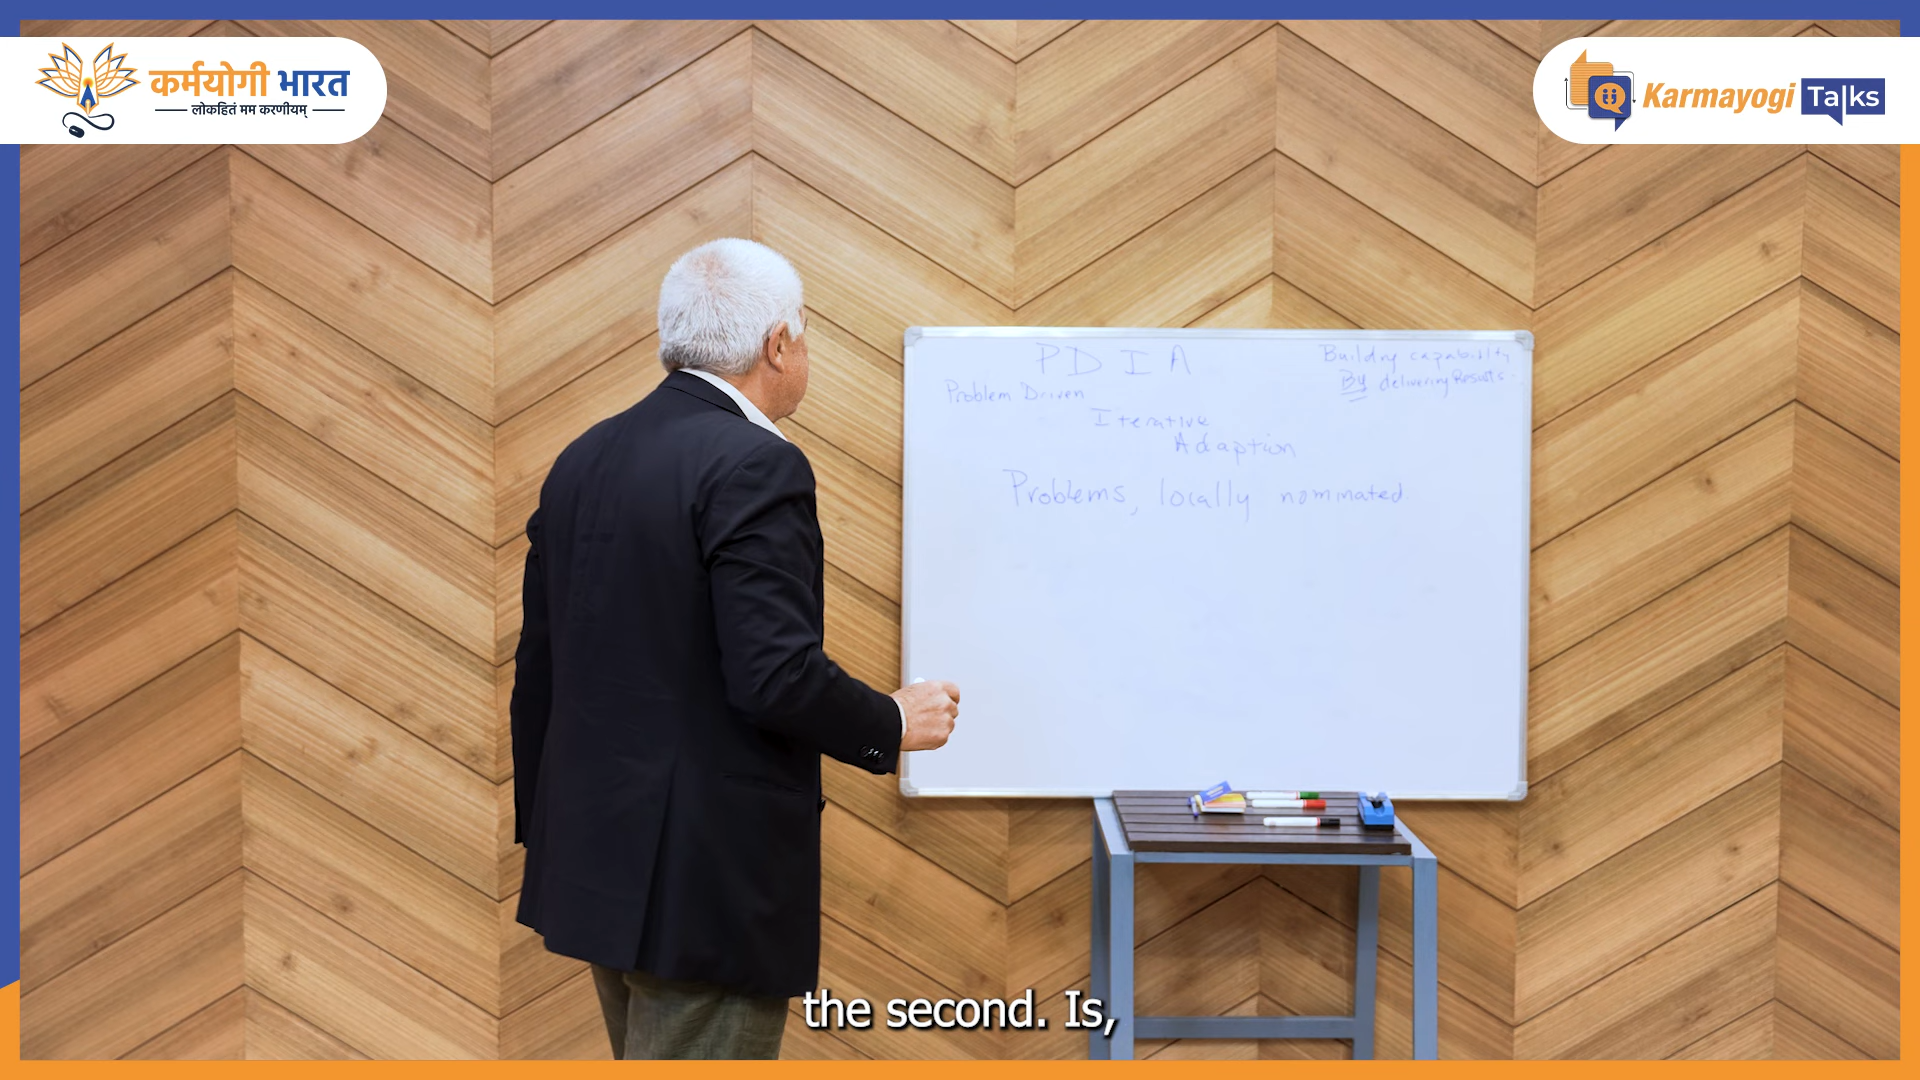 कर्मयोगी भारत
लोकहितं मम करणीयम्
Karmayogi Talks
PDIA
Problem Driven
Iterative
Adaption
Building capability
By delivering Results.
Problems, locally nominated
the second. Is,